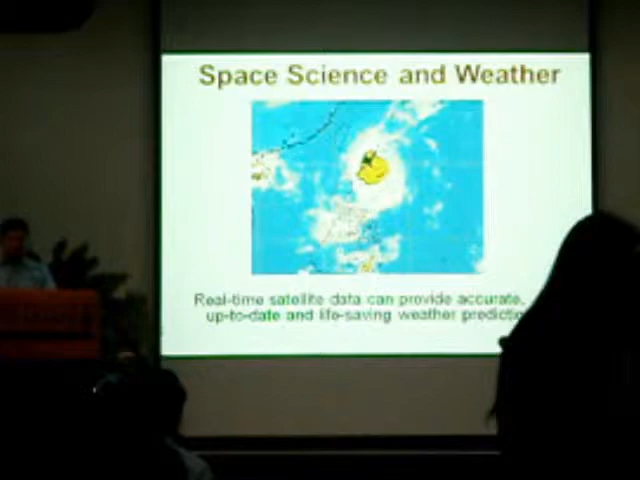 Space Science and Weather
Real-time satellite data can provide accurate,
up-to-date and life-saving weather